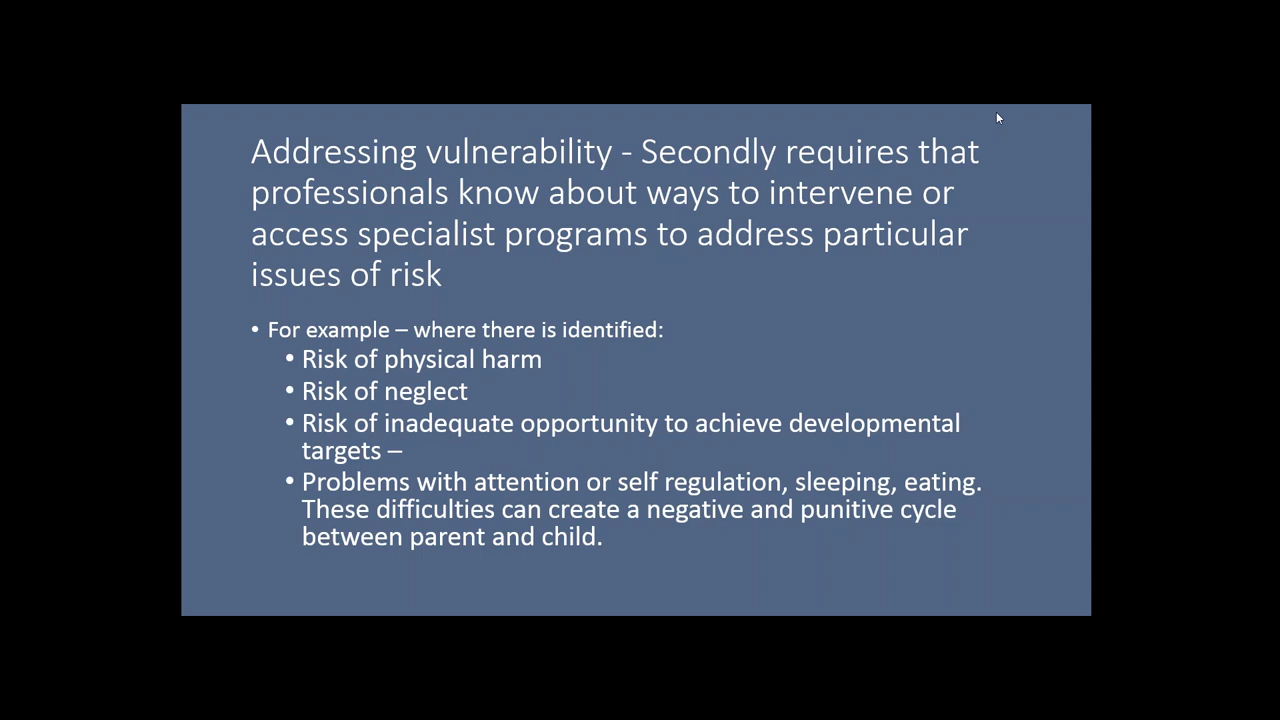 Addressing vulnerability - Secondly requires that
professionals know about ways to intervene or
access specialist programs to address particular
issues of risk
• For example – where there is identified:
• Risk of physical harm
• Risk of neglect
• Risk of inadequate opportunity to achieve developmental
targets –
• Problems with attention or self regulation, sleeping, eating.
These difficulties can create a negative and punitive cycle
between parent and child.